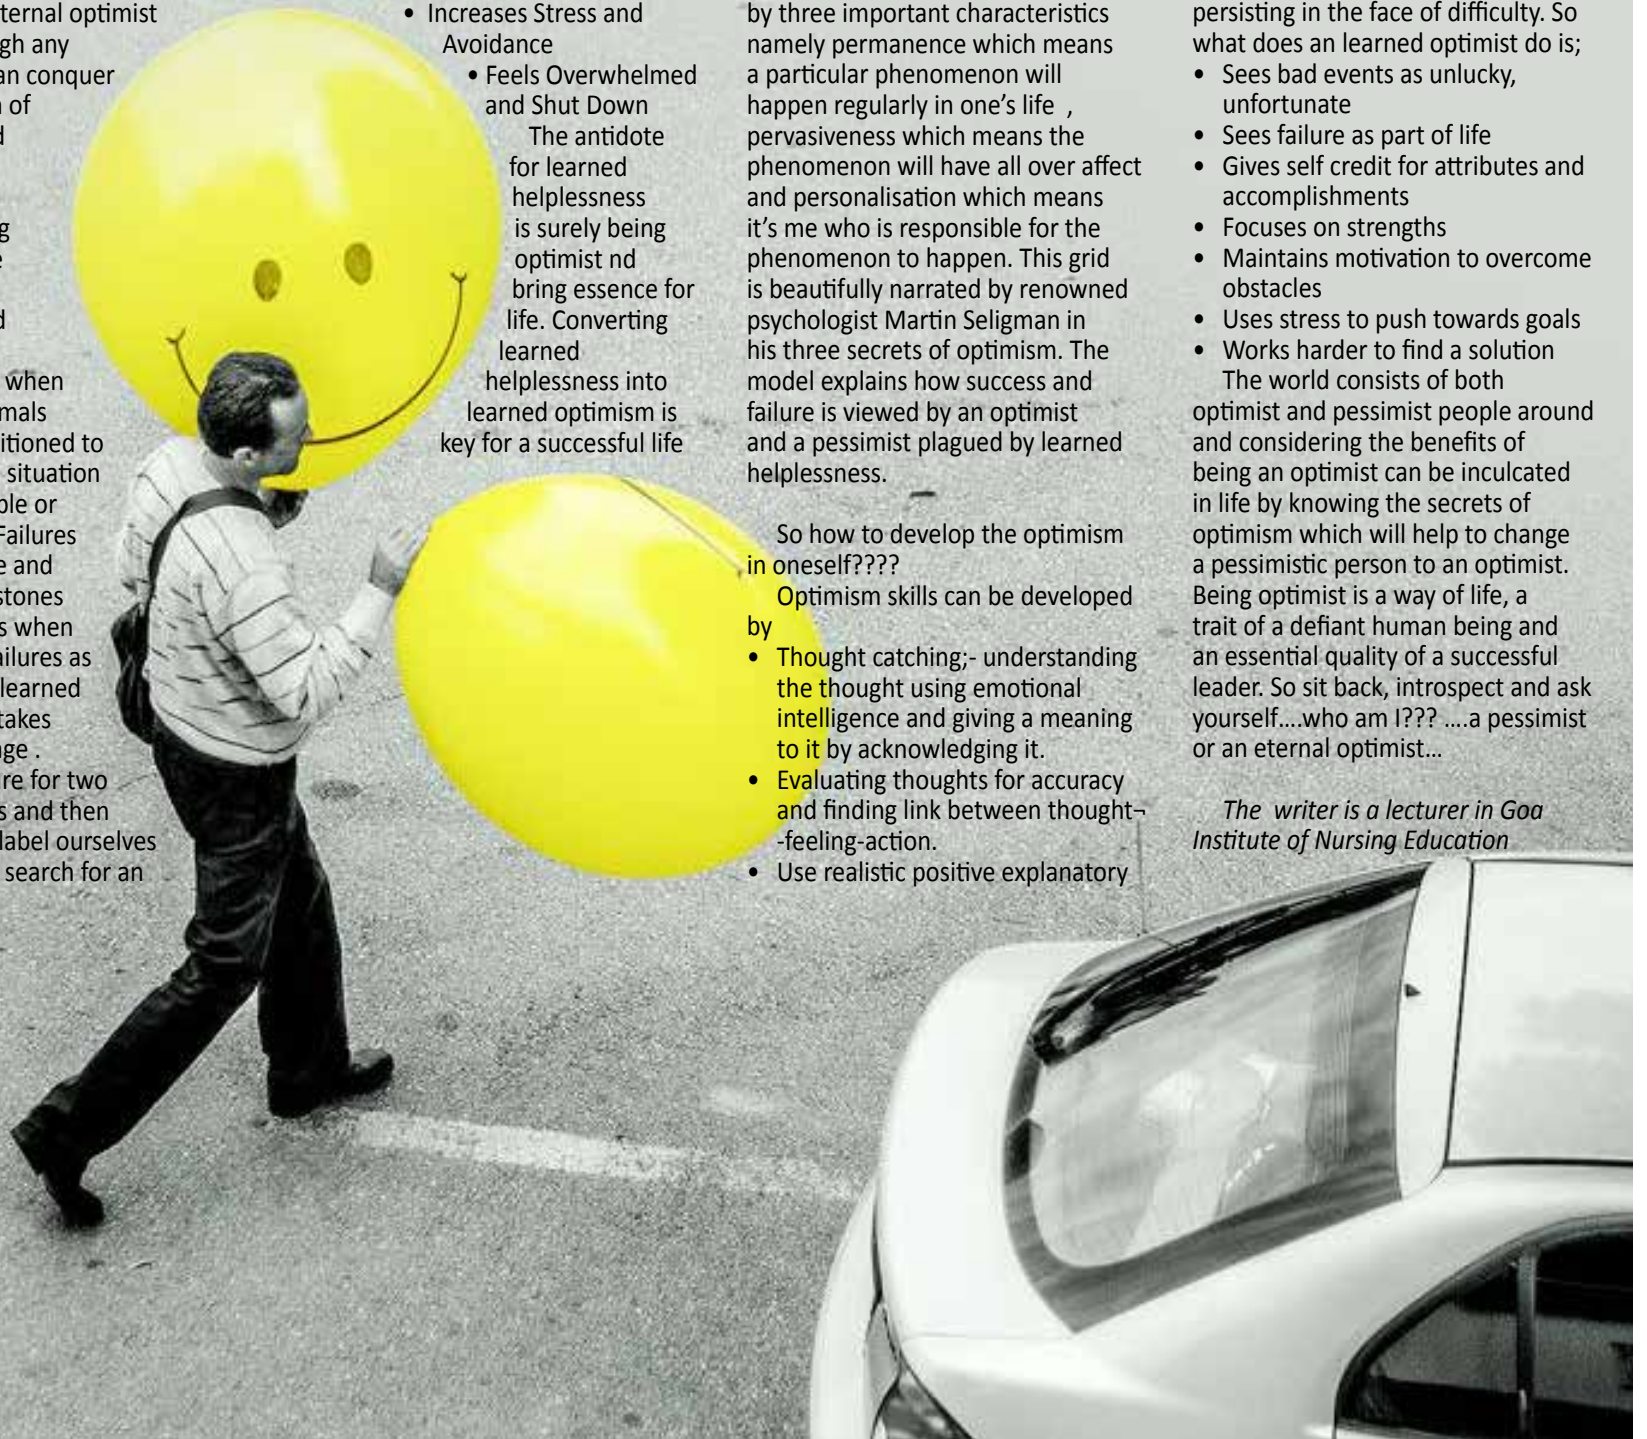 ternal optimist
gh any
an conquer
of
when
mals
itioned to
situation
ble or
Failures
e and
stones
s when
ailures as
learned
takes
ge .
re for two
s and then
label ourselves
search for an
• Increases Stress and
Avoidance
• Feels Overwhelmed
and Shut Down
The antidote
for learned
helplessness
is surely being
optimist nd
bring essence for
life. Converting
learned
helplessness into
learned optimism is
key for a successful life
by three important characteristics
namely permanence which means
a particular phenomenon will
happen regularly in one's life ,
pervasiveness which means the
phenomenon will have all over affect
and personalisation which means
it's me who is responsible for the
phenomenon to happen. This grid
is beautifully narrated by renowned
psychologist Martin Seligman in
his three secrets of optimism. The
model explains how success and
failure is viewed by an optimist
and a pessimist plagued by learned
helplessness.
So how to develop the optimism
in oneself????
Optimism skills can be developed
by
• Thought catching;- understanding
the thought using emotional
intelligence and giving a meaning
to it by acknowledging it.
• Evaluating thoughts for accuracy
and finding link between thought¬
-feeling-action.
• Use realistic positive explanatory
persisting in the face of difficulty. So
what does an learned optimist do is;
• Sees bad events as unlucky,
unfortunate
• Sees failure as part of life
• Gives self credit for attributes and
accomplishments
• Focuses on strengths
• Maintains motivation to overcome
obstacles
• Uses stress to push towards goals
• Works harder to find a solution
The world consists of both
optimist and pessimist people around
and considering the benefits of
being an optimist can be inculcated
in life by knowing the secrets of
optimism which will help to change
a pessimistic person to an optimist.
Being optimist is a way of life, a
trait of a defiant human being and
an essential quality of a successful
leader. So sit back, introspect and ask
yourself....who am I??? ....a pessimist
or an eternal optimist...
The writer is a lecturer in Goa
Institute of Nursing Education